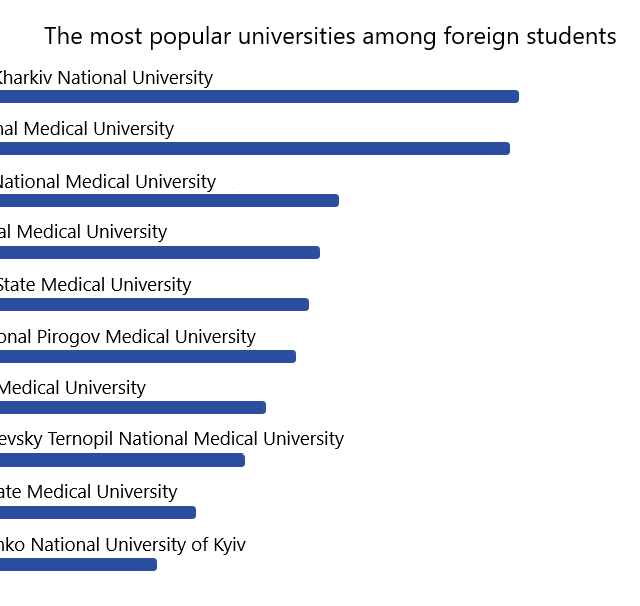 The most popular universities among foreign students
Kharkiv National University
nal Medical University
National Medical University
al Medical University
State Medical University
onal Pirogov Medical University
Medical University
evsky Ternopil National Medical University
ate Medical University
nko National University of Kyiv